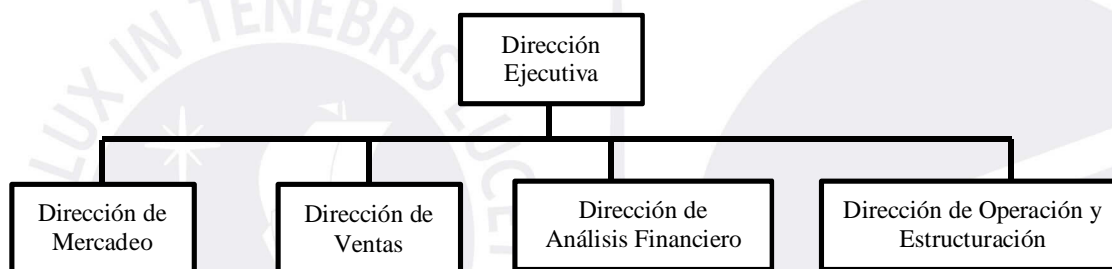 LUX IN TENEBRIS LUCET
Dirección
Ejecutiva
Dirección de
Mercadeo
Dirección de
Ventas
Dirección de
Análisis Financiero
Dirección de Operación y
Estructuración